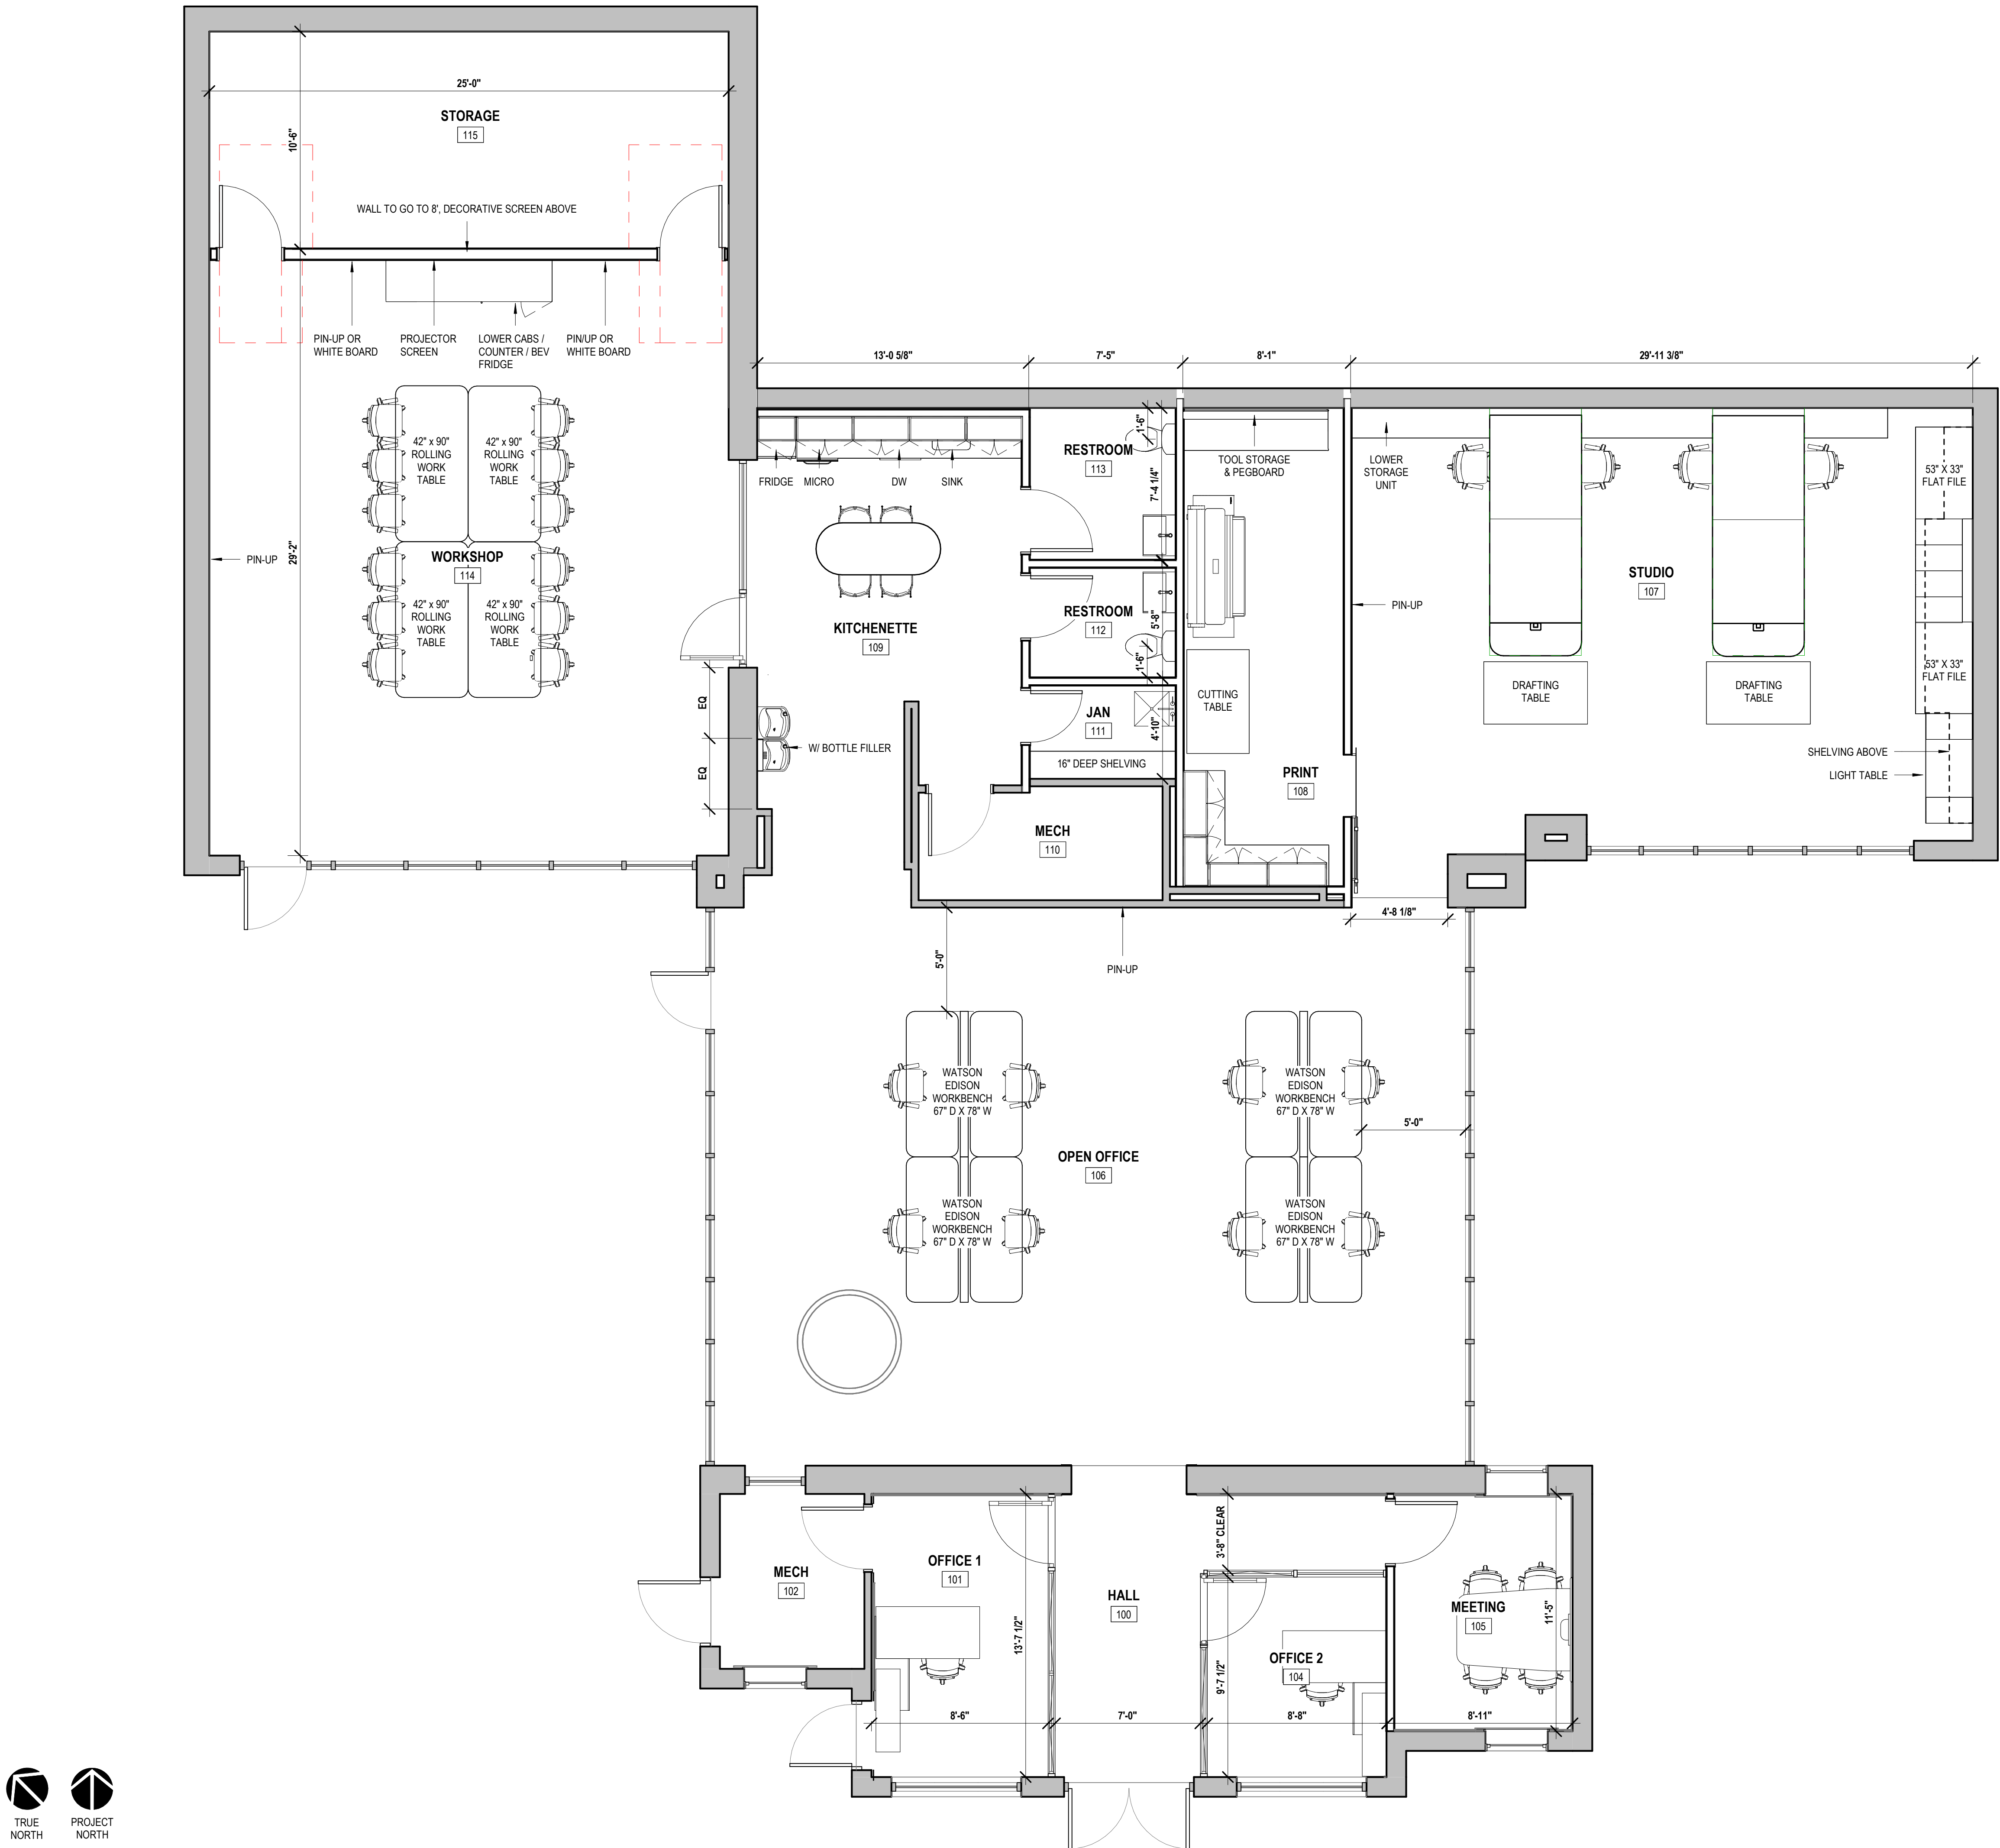 25'-0"
STORAGE
115
10'-6"
WALL TO GO TO 8', DECORATIVE SCREEN ABOVE
PIN-UP OR
WHITE BOARD
PROJECTOR
SCREEN
LOWER CABS /
COUNTER / BEV
FRIDGE
PIN/UP OR
WHITE BOARD
42" x 90"
ROLLING
WORK
TABLE
42" x 90"
ROLLING
WORK
TABLE
29'-2"
PIN-UP
WORKSHOP
114
42" x 90"
ROLLING
WORK
TABLE
42" x 90"
ROLLING
WORK
TABLE
13'-0 5/8"
7'-5"
8'-1"
29'-11 3/8"
FRIDGE
MICRO
DW
SINK
KITCHENETTE
109
EQ
EQ
W/ BOTTLE FILLER
1'-6"
RESTROOM
113
7'-4 1/4"
RESTROOM
112
5'-8"
1'-6"
JAN
111
4'-10"
16" DEEP SHELVING
MECH
110
TOOL STORAGE
& PEGBOARD
CUTTING
TABLE
PRINT
108
LOWER
STORAGE
UNIT
PIN-UP
STUDIO
107
53" X 33"
FLAT FILE
53" X 33"
FLAT FILE
DRAFTING
TABLE
DRAFTING
TABLE
SHELVING ABOVE
LIGHT TABLE
4'-8 1/8"
5'-0"
PIN-UP
WATSON
EDISON
WORKBENCH
67" D X 78" W
WATSON
EDISON
WORKBENCH
67" D X 78" W
5'-0"
OPEN OFFICE
106
WATSON
EDISON
WORKBENCH
67" D X 78" W
WATSON
EDISON
WORKBENCH
67" D X 78" W
MECH
102
OFFICE 1
101
13'-7 1/2"
HALL
100
3'-8" CLEAR
OFFICE 2
104
9'-7 1/2"
MEETING
105
11'-5"
8'-6"
7'-0"
8'-8"
8'-11"
TRUE
NORTH
PROJECT
NORTH